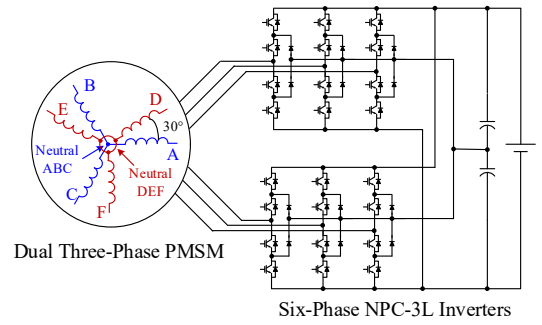 B
E
D
30°
A
Neutral
ABC
Neutral
DEF
C
F
Dual Three-Phase PMSM
Six-Phase NPC-3L Inverters